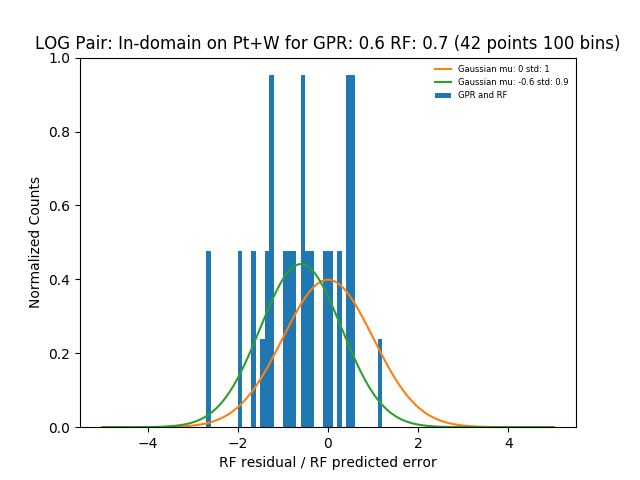 LOG Pair: In-domain on Pt+W for GPR: 0.6 RF: 0.7 (42 points 100 bins)
1.0
Gaussian mu: 0 std: 1
Gaussian mu: -0.6 std: 0.9
GPR and RF
0.8
0.6
0.4
0.2
0.0
Normalized Counts
−4 −2 0 2 4
RF residual / RF predicted error